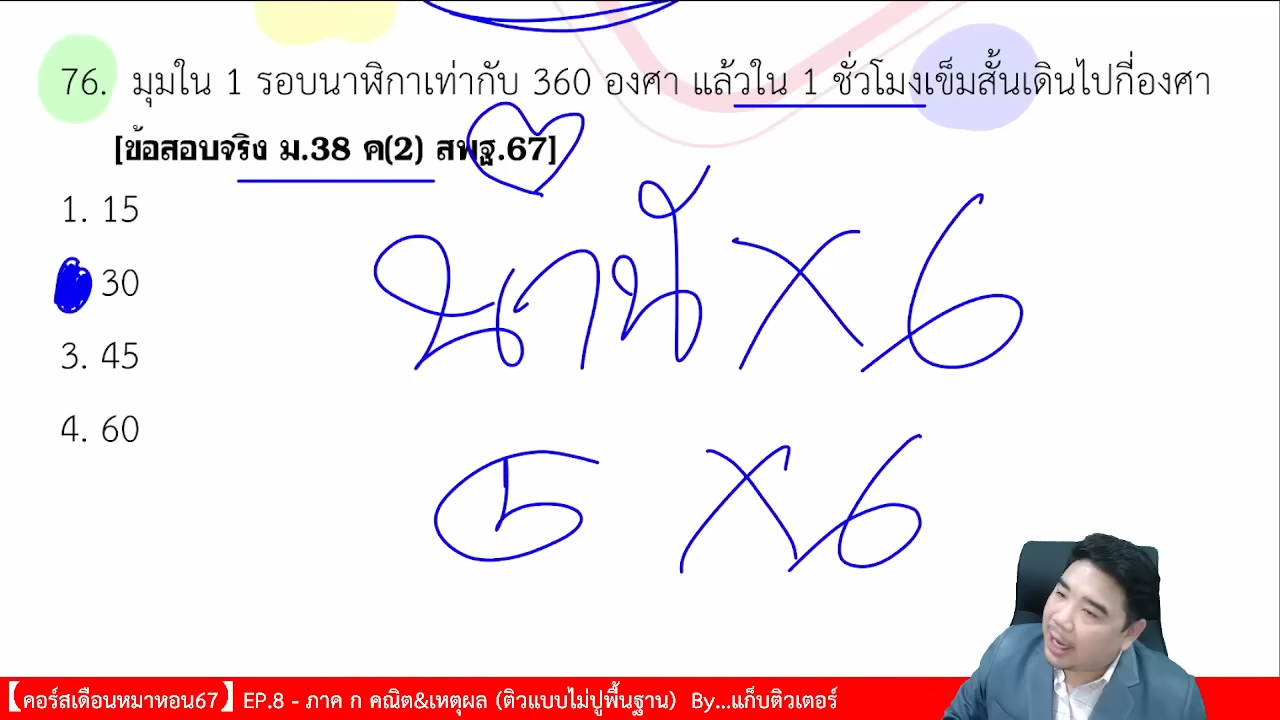 76. มุมใน 1 รอบนาฬิกาเท่ากับ 360 องศา แล้วใน 1 ชั่วโมงเข็มสั้นเดินไปกี่องศา
[ข้อสอบจริง ม.38 ค(2) สพฐ.67]
1. 15
30
3. 45
4. 60
นาที × 6
5 × 6
【คอร์สเดือนหมาหอน67】 EP.8 - ภาค ก คณิต&เหตุผล (ติวแบบไม่ปูพื้นฐาน) By...แก็บติวเตอร์